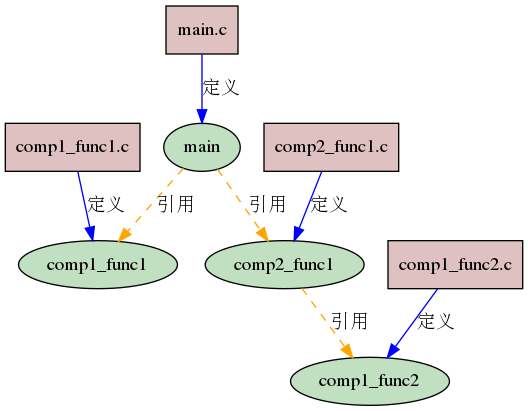 main.c
定义
comp1_func1.c
main
comp2_func1.c
定义
引用
引用
定义
comp1_func1
comp2_func1
comp1_func2.c
引用
定义
comp1_func2